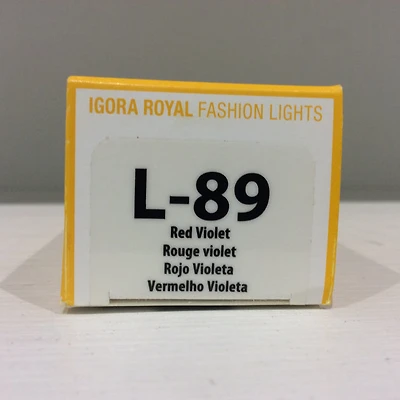 IGORA ROYAL FASHION LIGHTS
L-89
Red Violet
Rouge violet
Rojo Violeta
Vermelho Violeta